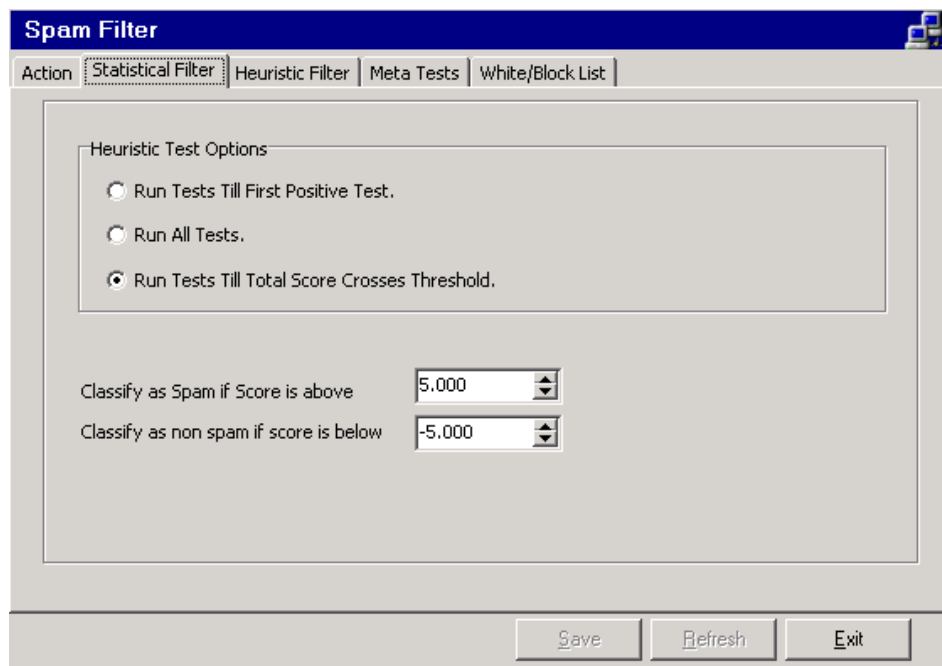 Spam Filter
Action Statistical Filter Heuristic Filter Meta Tests White/Block List
Heuristic Test Options
Run Tests Till First Positive Test.
Run All Tests.
Run Tests Till Total Score Crosses Threshold.
Classify as Spam if Score is above 5.000
Classify as non spam if score is below -5.000
Save Refresh Exit